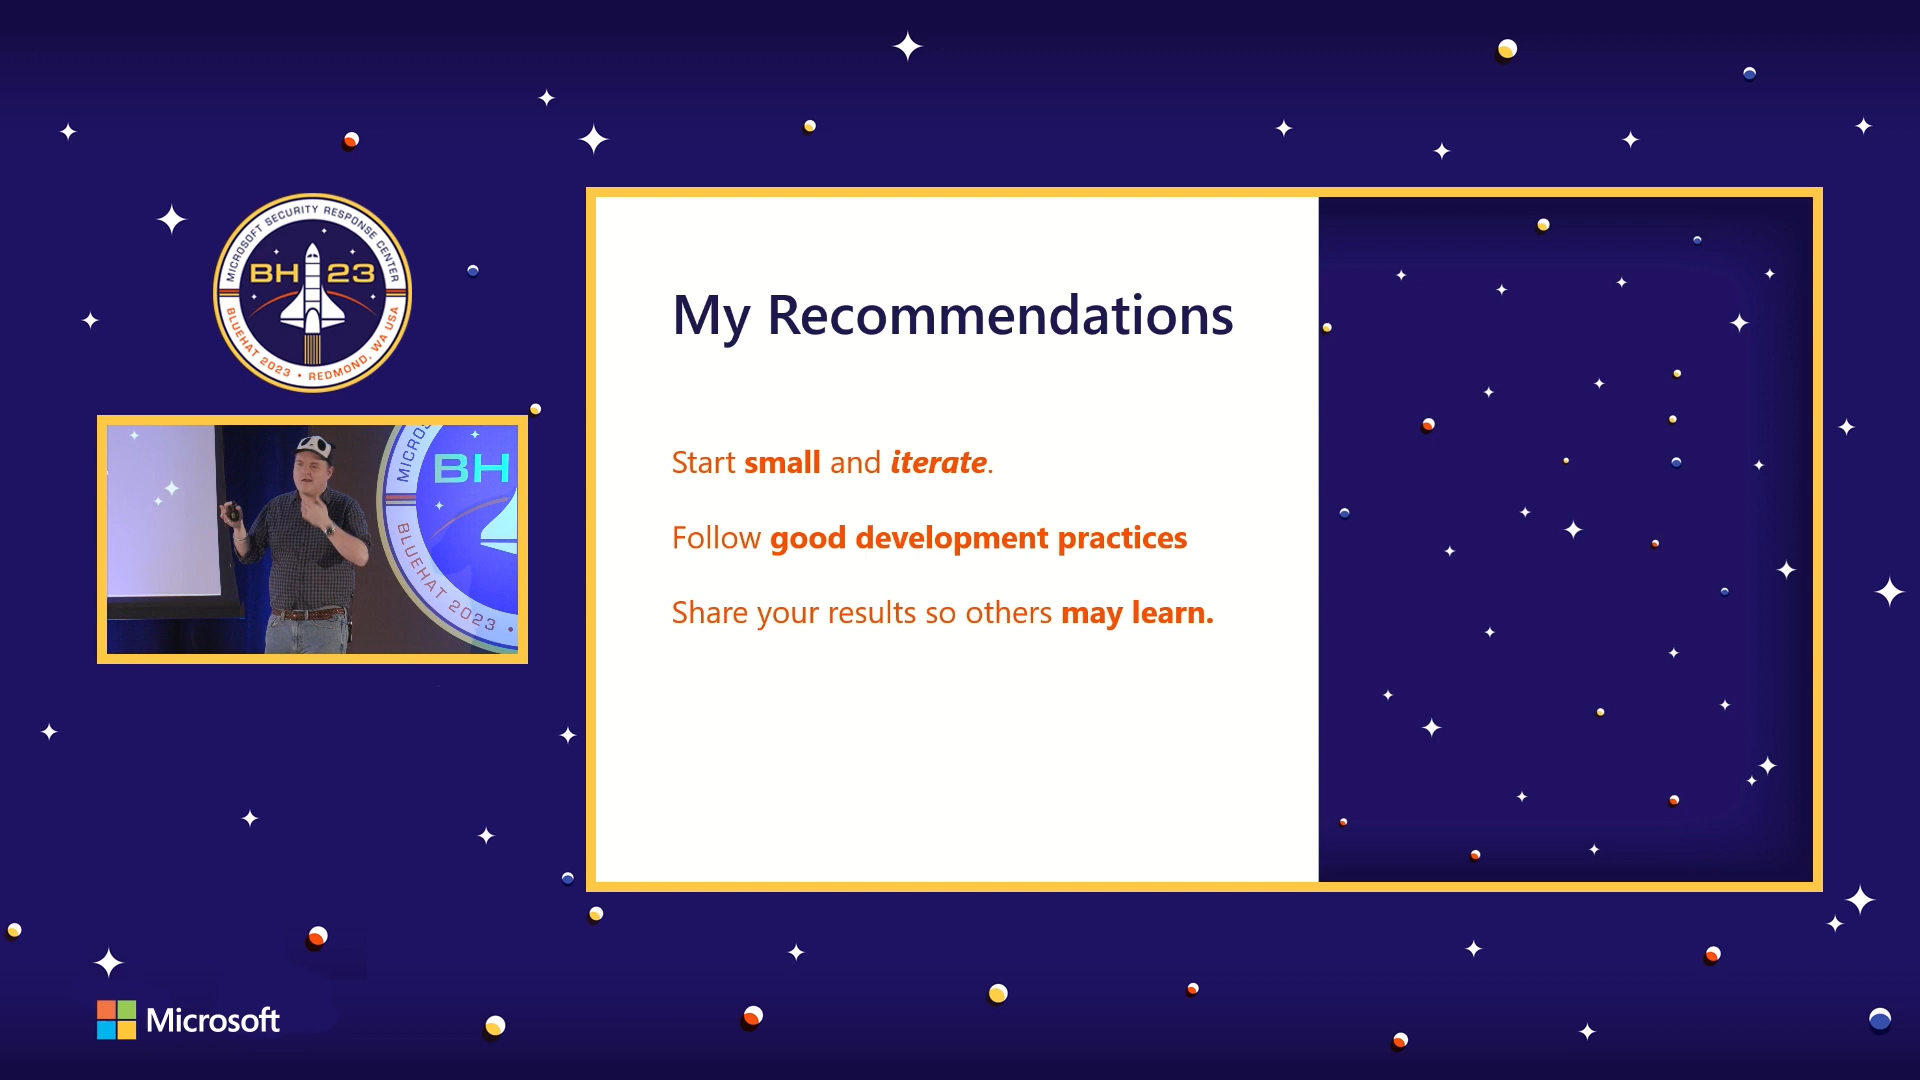 MICROSOFT SECURITY RESPONSE CENTER
BH 23
BLUEHAT 2023 • REDMOND, WA USA
MICRO
BH
BLUEHAT 2023 •
My Recommendations
Start small and iterate.
Follow good development practices
Share your results so others may learn.
Microsoft